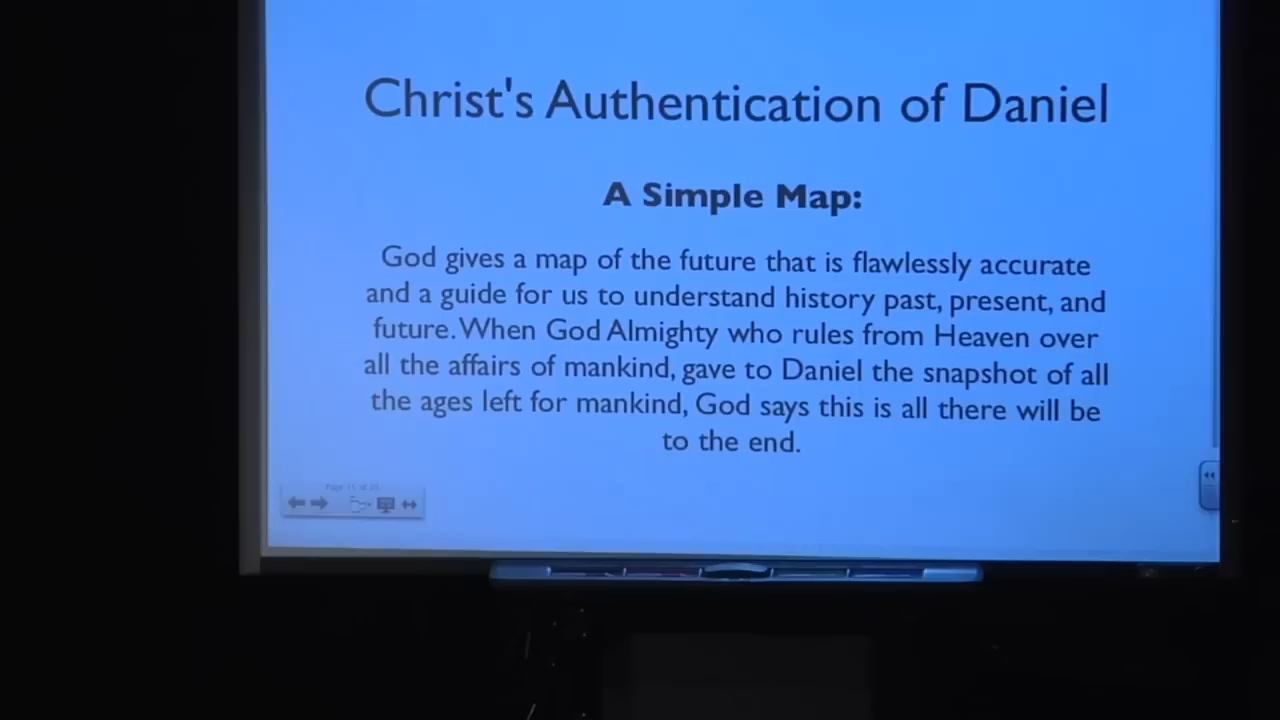 Christ's Authentication of Daniel
A Simple Map:
God gives a map of the future that is flawlessly accurate
and a guide for us to understand history past, present, and
future. When God Almighty who rules from Heaven over
all the affairs of mankind, gave to Daniel the snapshot of all
the ages left for mankind, God says this is all there will be
to the end.